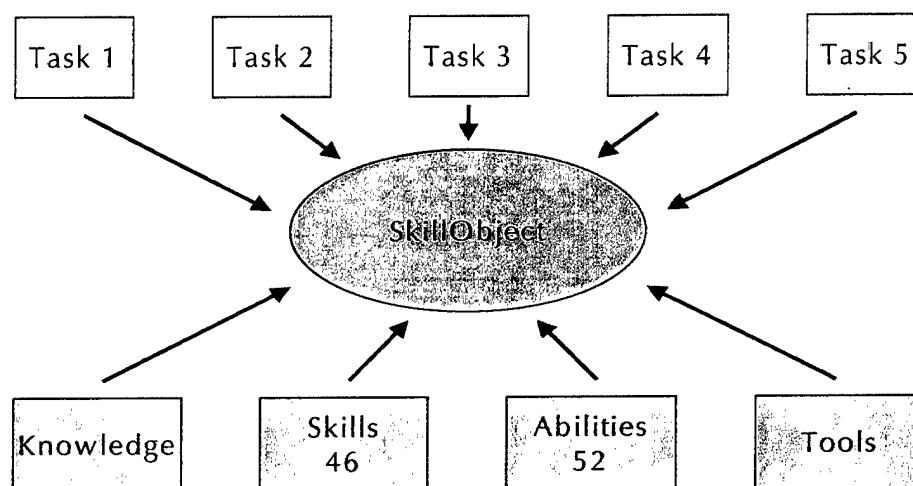 Task 1
Task 2
Task 3
Task 4
Task 5
SkillObject
Knowledge
Skills
46
Abilities
52
Tools